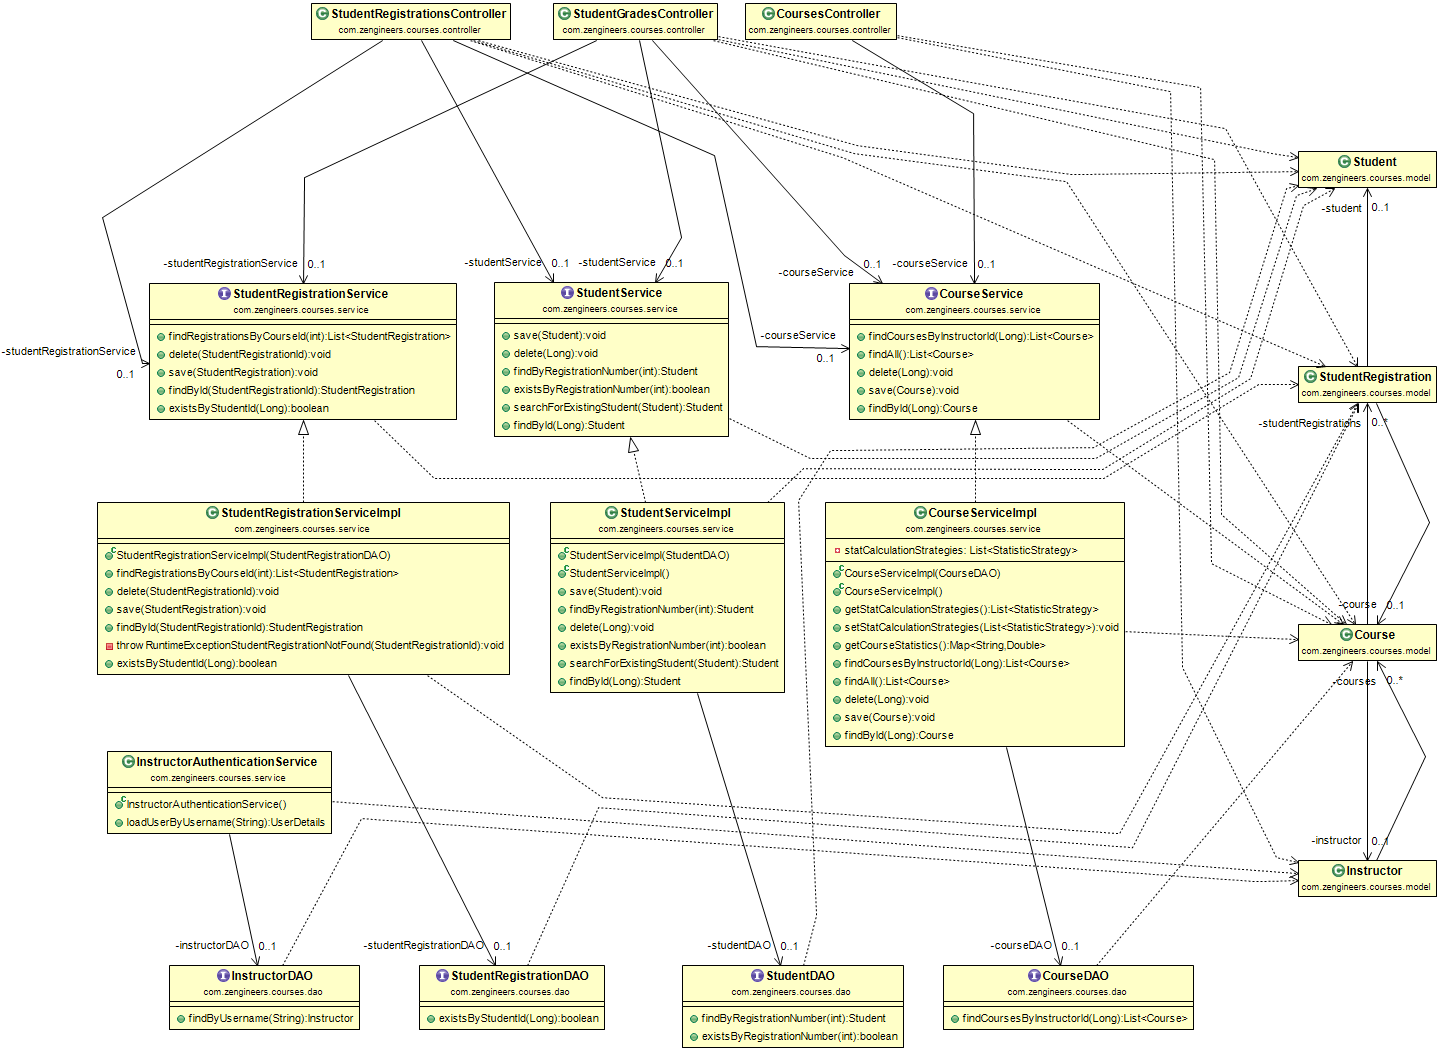 StudentRegistrationsController
com.zengineers.courses.controller
StudentGradesController
com.zengineers.courses.controller
CoursesController
com.zengineers.courses.controller
Student
com.zengineers.courses.model
-student 0..1
-studentRegistrationService 0..1
-studentService 0..1
-studentService 0..1
-courseService 0..1
-courseService 0..1
-studentRegistrationService
0..1
-courseService
0..1
StudentRegistrationService
com.zengineers.courses.service
findRegistrationsByCourseId(int):List<StudentRegistration>
delete(StudentRegistrationId):void
save(StudentRegistration):void
findById(StudentRegistrationId):StudentRegistration
existsByStudentId(Long):boolean
StudentService
com.zengineers.courses.service
save(Student):void
delete(Long):void
findByRegistrationNumber(int):Student
existsByRegistrationNumber(int):boolean
searchForExistingStudent(Student):Student
findById(Long):Student
CourseService
com.zengineers.courses.service
findCoursesByInstructorId(Long):List<Course>
findAll():List<Course>
delete(Long):void
save(Course):void
findById(Long):Course
StudentRegistration
com.zengineers.courses.model
-studentRegistrations 0..*
StudentRegistrationServiceImpl
com.zengineers.courses.service
StudentRegistrationServiceImpl(StudentRegistrationDAO)
findRegistrationsByCourseId(int):List<StudentRegistration>
delete(StudentRegistrationId):void
save(StudentRegistration):void
findById(StudentRegistrationId):StudentRegistration
throwRuntimeExceptionStudentRegistrationNotFound(StudentRegistrationId):void
existsByStudentId(Long):boolean
StudentServiceImpl
com.zengineers.courses.service
StudentServiceImpl(StudentDAO)
StudentServiceImpl()
save(Student):void
findByRegistrationNumber(int):Student
delete(Long):void
existsByRegistrationNumber(int):boolean
searchForExistingStudent(Student):Student
findById(Long):Student
CourseServiceImpl
com.zengineers.courses.service
statCalculationStrategies: List<StatisticStrategy>
CourseServiceImpl(CourseDAO)
CourseServiceImpl()
getStatCalculationStrategies():List<StatisticStrategy>
setStatCalculationStrategies(List<StatisticStrategy>):void
getCourseStatistics():Map<String,Double>
findCoursesByInstructorId(Long):List<Course>
findAll():List<Course>
delete(Long):void
save(Course):void
findById(Long):Course
-course 0..1
Course
com.zengineers.courses.model
-courses 0..*
InstructorAuthenticationService
com.zengineers.courses.service
InstructorAuthenticationService()
loadUserByUsername(String):UserDetails
-instructor 0..1
Instructor
com.zengineers.courses.model
-instructorDAO 0..1
-studentRegistrationDAO 0..1
-studentDAO 0..1
-courseDAO 0..1
InstructorDAO
com.zengineers.courses.dao
findByUsername(String):Instructor
StudentRegistrationDAO
com.zengineers.courses.dao
existsByStudentId(Long):boolean
StudentDAO
com.zengineers.courses.dao
findByRegistrationNumber(int):Student
existsByRegistrationNumber(int):boolean
CourseDAO
com.zengineers.courses.dao
findCoursesByInstructorId(Long):List<Course>